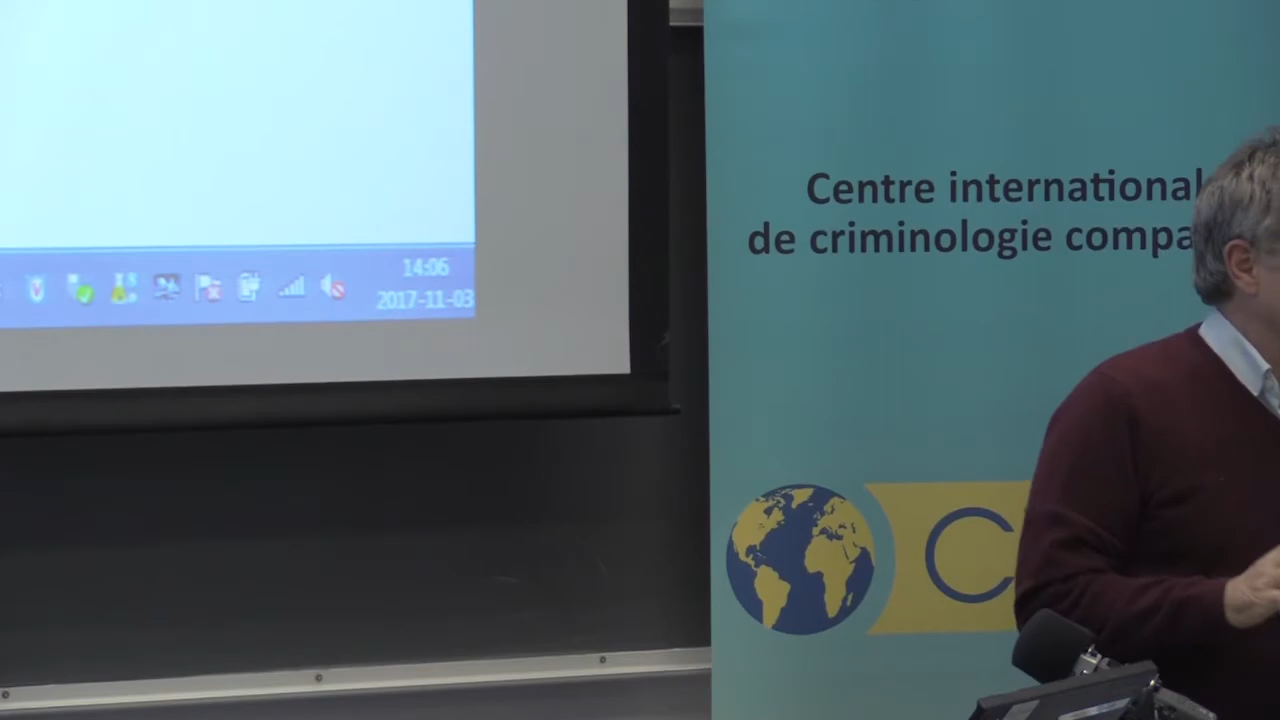 14:06
2017-11-03
Centre international
de criminologie compa
C